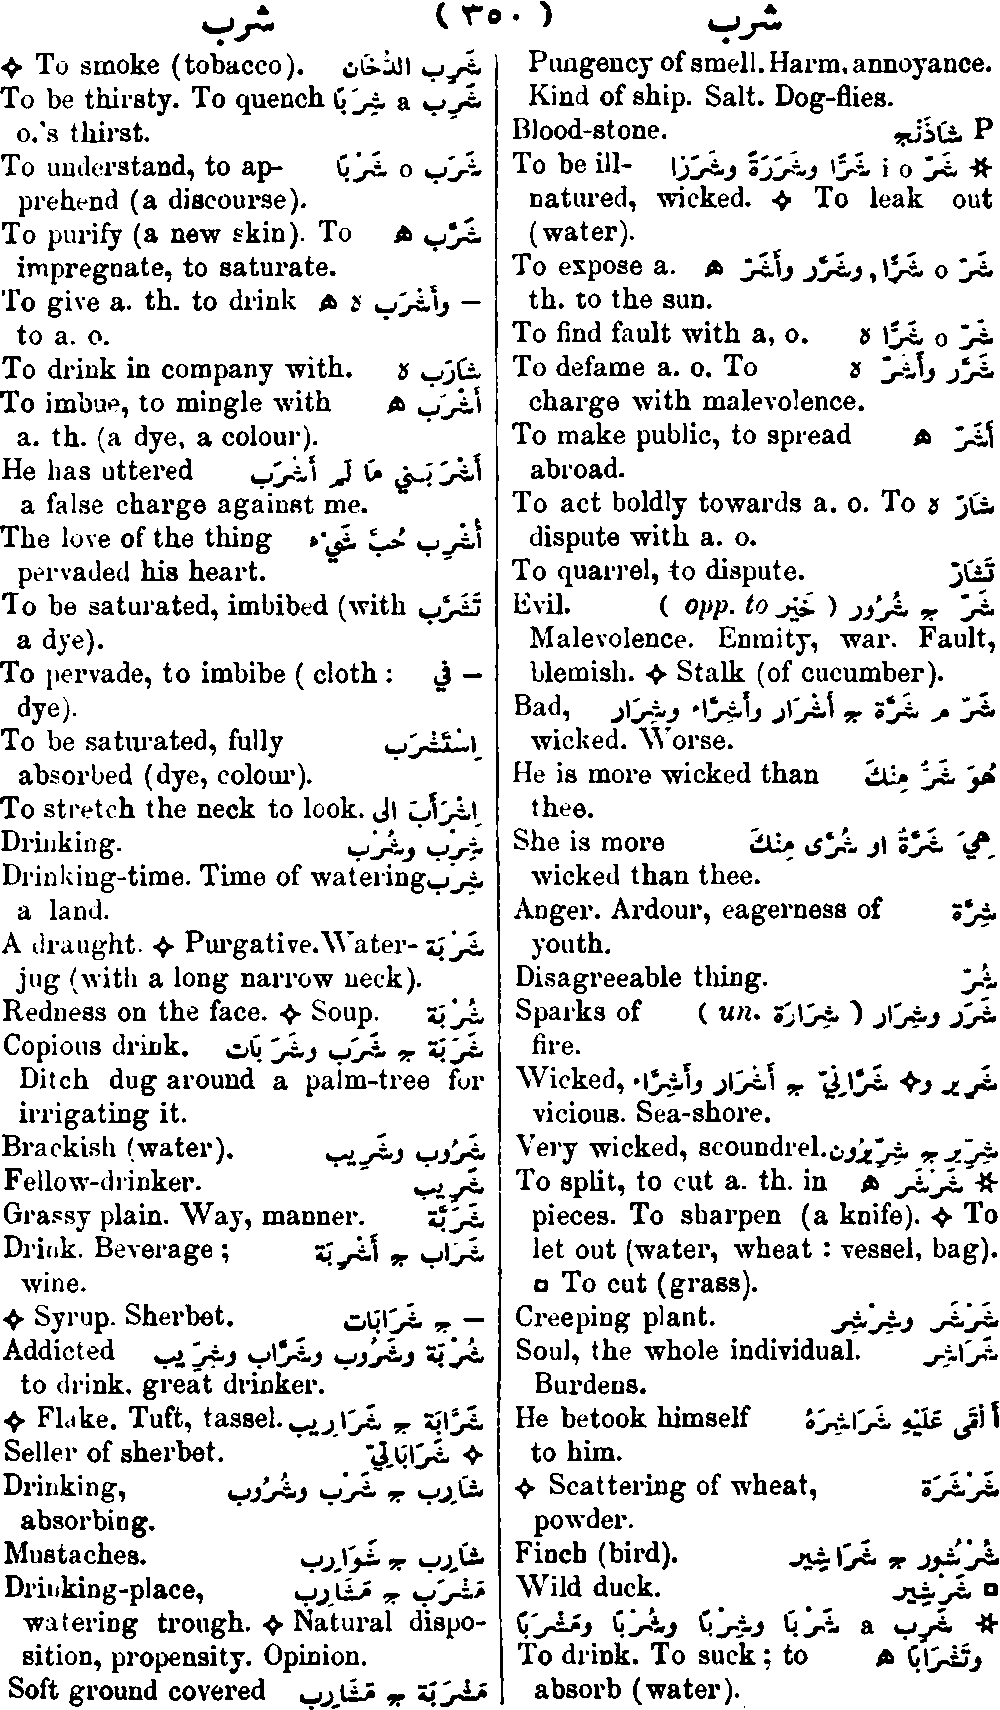 شرب ( ٣٥٠ ) شرب
Pungency of smell. Harm, annoyance.
Kind of ship. Salt. Dog-flies.
Blood-stone. P شَاذَنْج
To be ill- ✻ شَرّ i o شَرًّا وشَرَرَةً وشَرَرًا
natured, wicked. ✧ To leak out
(water).
To expose a. شَرّ o شَرًّا, وشَرَّر وأَشَرّ ه
th. to the sun.
To find fault with a, o. شَرّ o شَرًّا ة
To defame a. o. To شَرَّر وأَشَرّ ة
charge with malevolence.
To make public, to spread أَشَرّ ه
abroad.
To act boldly towards a. o. To شَارّ ة
dispute with a. o.
To quarrel, to dispute. تَشَارّ
Evil. شَرّ ج شُرُور ( opp. to خَيْر )
Malevolence. Enmity, war. Fault,
blemish. ✧ Stalk (of cucumber).
Bad, شَرّ م شَرَّة ج أَشْرَار وأَشِرَّاء وشِرَار
wicked. Worse.
He is more wicked than هُوَ شَرٌّ مِنْكَ
thee.
She is more هِيَ شَرَّةٌ او شُرَّى مِنْكَ
wicked than thee.
Anger. Ardour, eagerness of شِرَّة
youth.
Disagreeable thing. شُرّ
Sparks of شَرَر وشِرَار ( un. شِرَارَة )
fire.
Wicked, شَرِير و✧ شَرَّانِيّ ج أَشْرَار وأَشِرَّاء
vicious. Sea-shore.
Very wicked, scoundrel. شِرِّير ج شِرِّيرُون
To split, to cut a. th. in ✻ شَرْشَر ه
pieces. To sharpen (a knife). ✧ To
let out (water, wheat : vessel, bag).
□ To cut (grass).
Creeping plant. شَرْشَر وشِرْشِر
Soul, the whole individual. شَرَاشِر
Burdens.
He betook himself أَلْقَى عَلَيْهِ شَرَاشِرَهُ
to him.
✧ Scattering of wheat, شَرْشَرَة
powder.
Finch (bird). شُرْشُور ج شَرَاشِير
Wild duck. □ شَرْشِير
✻ شَرِب a شَرْبًا وشِرْبًا وشُرْبًا ومَشْرَبًا
To drink. To suck ; to وتَشْرَابًا ه
absorb (water).
✧ To smoke (tobacco). شَرِب الدُّخَان
To be thirsty. To quench شَرِب a شِرَبًا
o.'s thirst.
To understand, to ap- شَرَب o شَرْبًا
prehend (a discourse).
To purify (a new skin). To شَرَّب ه
impregnate, to saturate.
To give a. th. to drink — وأَشْرَب ة ه
to a. o.
To drink in company with. شَارَب ة
To imbue, to mingle with أَشْرَب ه
a. th. (a dye, a colour).
He has uttered أَشْرَبَنِي مَا لَم أَشْرَب
a false charge against me.
The love of the thing أُشْرِب حُبَّ شَيْء
pervaded his heart.
To be saturated, imbibed (with تَشَرَّب
a dye).
To pervade, to imbibe ( cloth : — في
dye).
To be saturated, fully اِسْتَشْرَب
absorbed (dye, colour).
To stretch the neck to look. اِشْرَأَبَّ الى
Drinking. شِرْب وشُرْب
Drinking-time. Time of watering شِرْب
a land.
A draught. ✧ Purgative. Water- شَرْبَة
jug (with a long narrow neck).
Redness on the face. ✧ Soup. شُرْبَة
Copious drink. شَرَبَة ج شَرَب وشَرَبَات
Ditch dug around a palm-tree for
irrigating it.
Brackish (water). شَرُوب وشَرِيب
Fellow-drinker. شَرِيب
Grassy plain. Way, manner. شَرَبَّة
Drink. Beverage ; شَرَاب ج أَشْرِبَة
wine.
✧ Syrup. Sherbet. — ج شَرَابَات
Addicted شُرَبَة وشَرُوب وشَرَّاب وشِرِّيب
to drink, great drinker.
✧ Flake. Tuft, tassel. شَرَّابَة ج شَرَارِيب
Seller of sherbet. ✧ شَرَابَاتِيّ
Drinking, شَارِب ج شَرْب وشُرُوب
absorbing.
Mustaches. شَارِب ج شَوَارِب
Drinking-place, مَشْرَب ج مَشَارِب
watering trough. ✧ Natural dispo-
sition, propensity. Opinion.
Soft ground covered مَشْرَبَة ج مَشَارِب